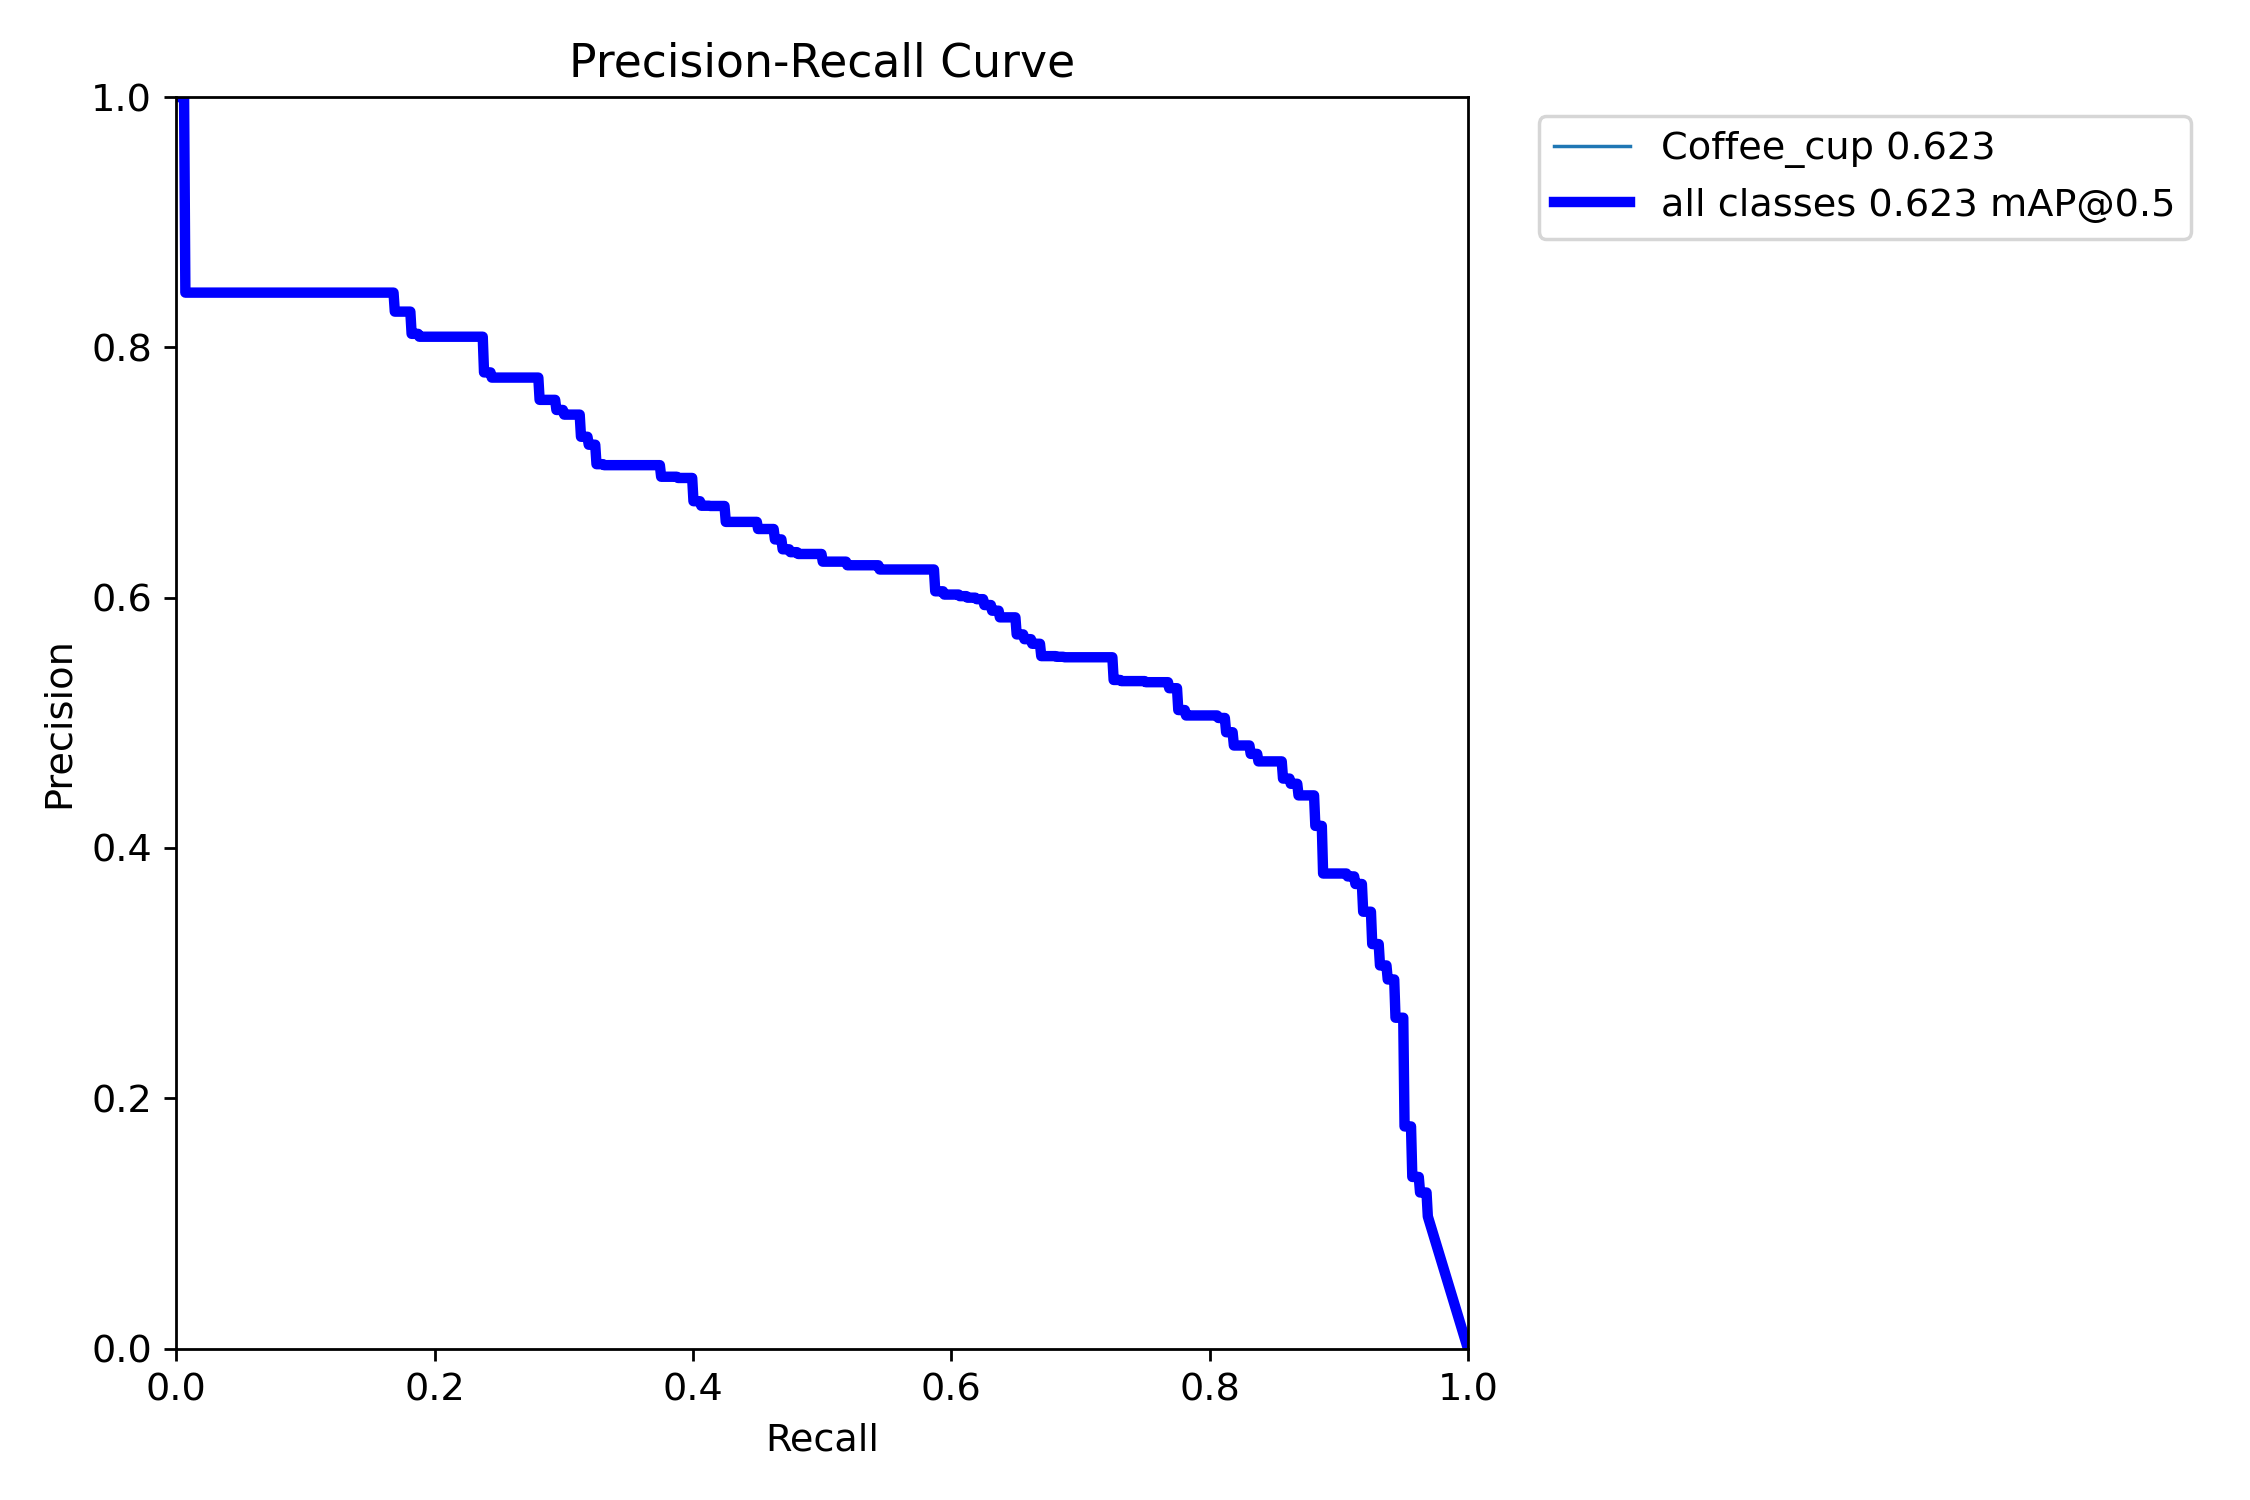 Precision-Recall Curve
Coffee_cup 0.623
all classes 0.623 mAP@0.5
1.0
0.8
0.6
0.4
0.2
0.0
Precision
0.0 0.2 0.4 0.6 0.8 1.0
Recall